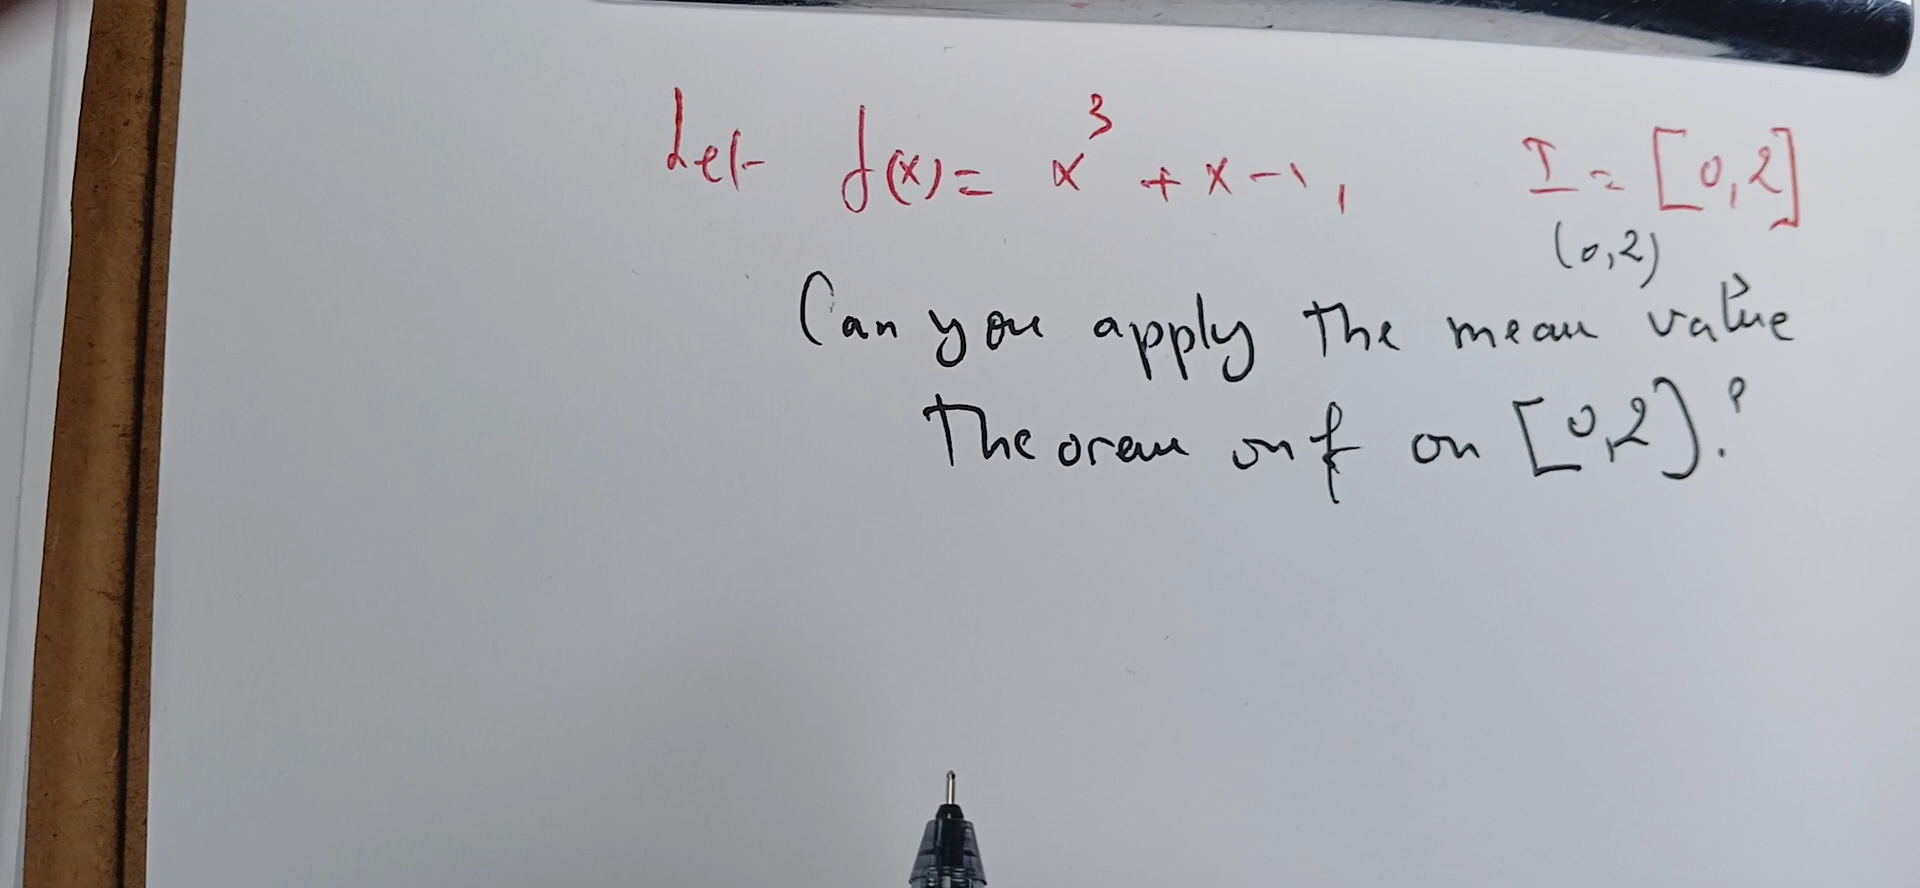 Let f(x) = x³ + x - 1, I = [0,2]
(0,2)
Can you apply the mean value
Theorem on f on [0,2].?